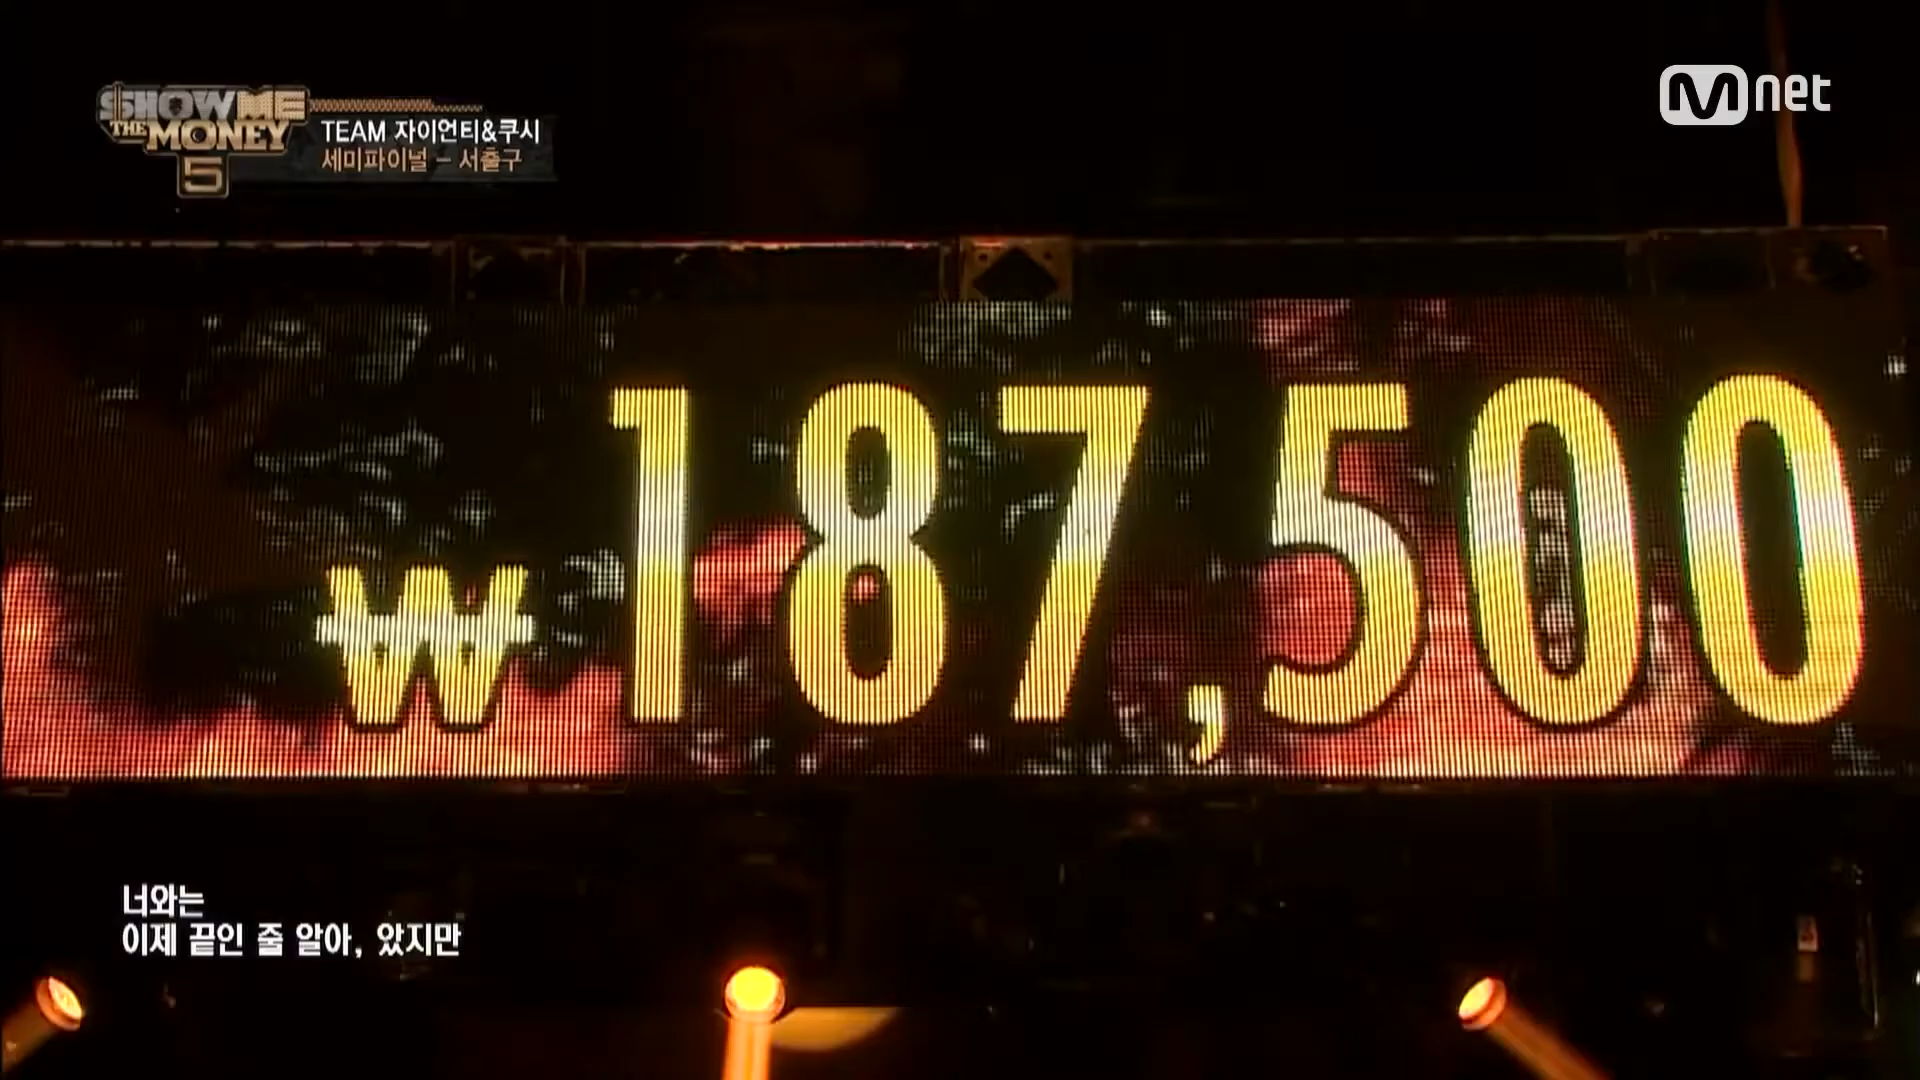 SHOW ME
THE MONEY
5
TEAM 자이언티&쿠시
세미파이널 - 서출구
Mnet
₩187,500
너와는
이제 끝인 줄 알아, 았지만